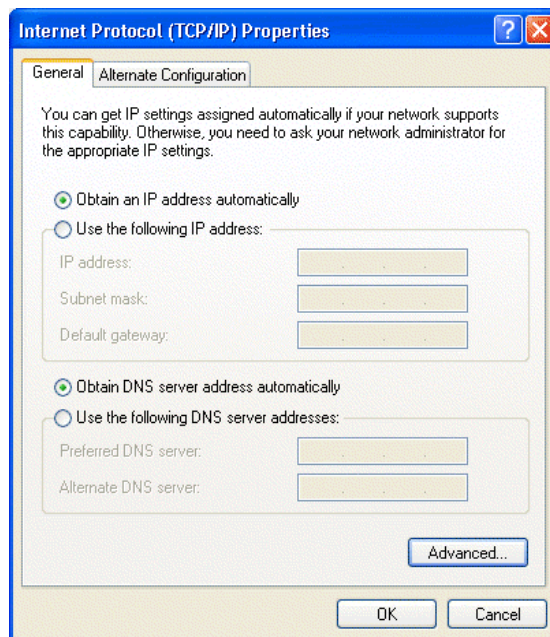 Internet Protocol (TCP/IP) Properties
General
Alternate Configuration
You can get IP settings assigned automatically if your network supports
this capability. Otherwise, you need to ask your network administrator for
the appropriate IP settings.
Obtain an IP address automatically
Use the following IP address:
IP address:
Subnet mask:
Default gateway:
Obtain DNS server address automatically
Use the following DNS server addresses:
Preferred DNS server:
Alternate DNS server:
Advanced...
OK
Cancel